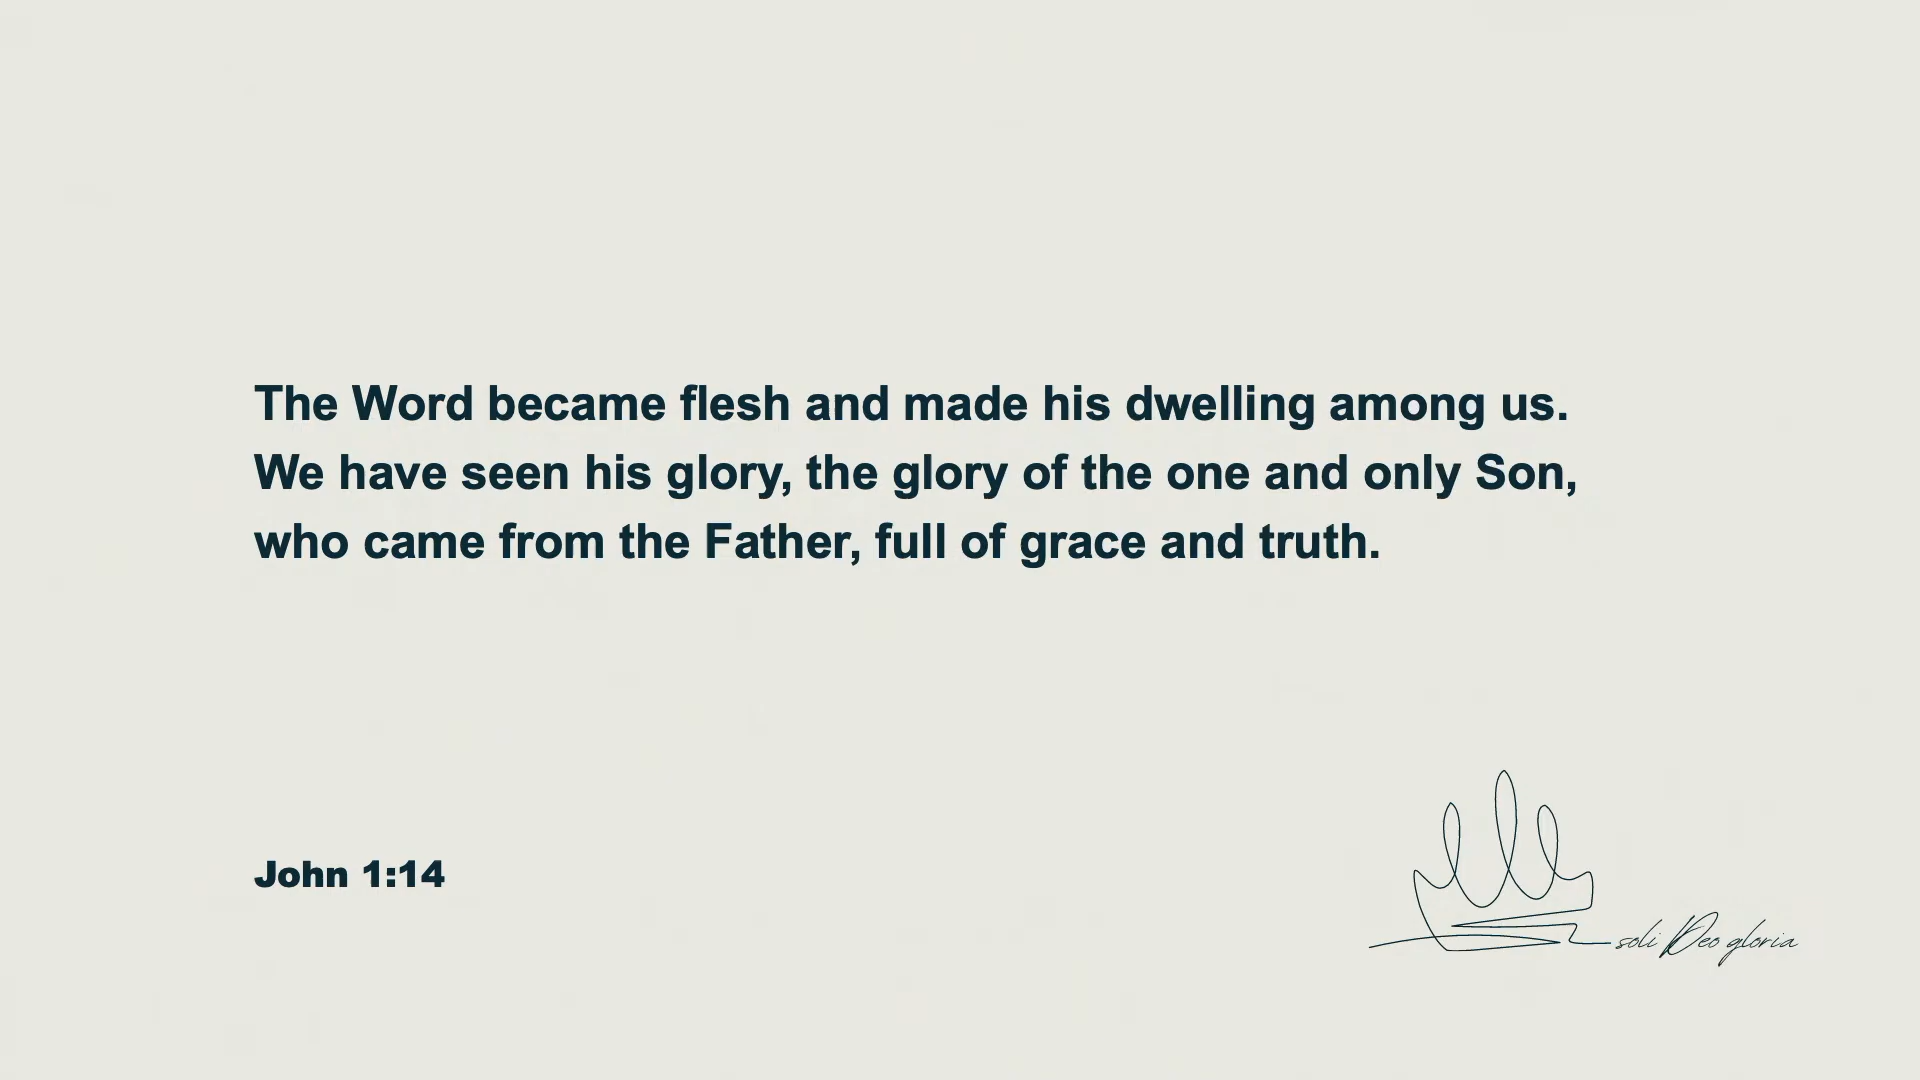 The Word became flesh and made his dwelling among us.
We have seen his glory, the glory of the one and only Son,
who came from the Father, full of grace and truth.
John 1:14
soli Deo gloria